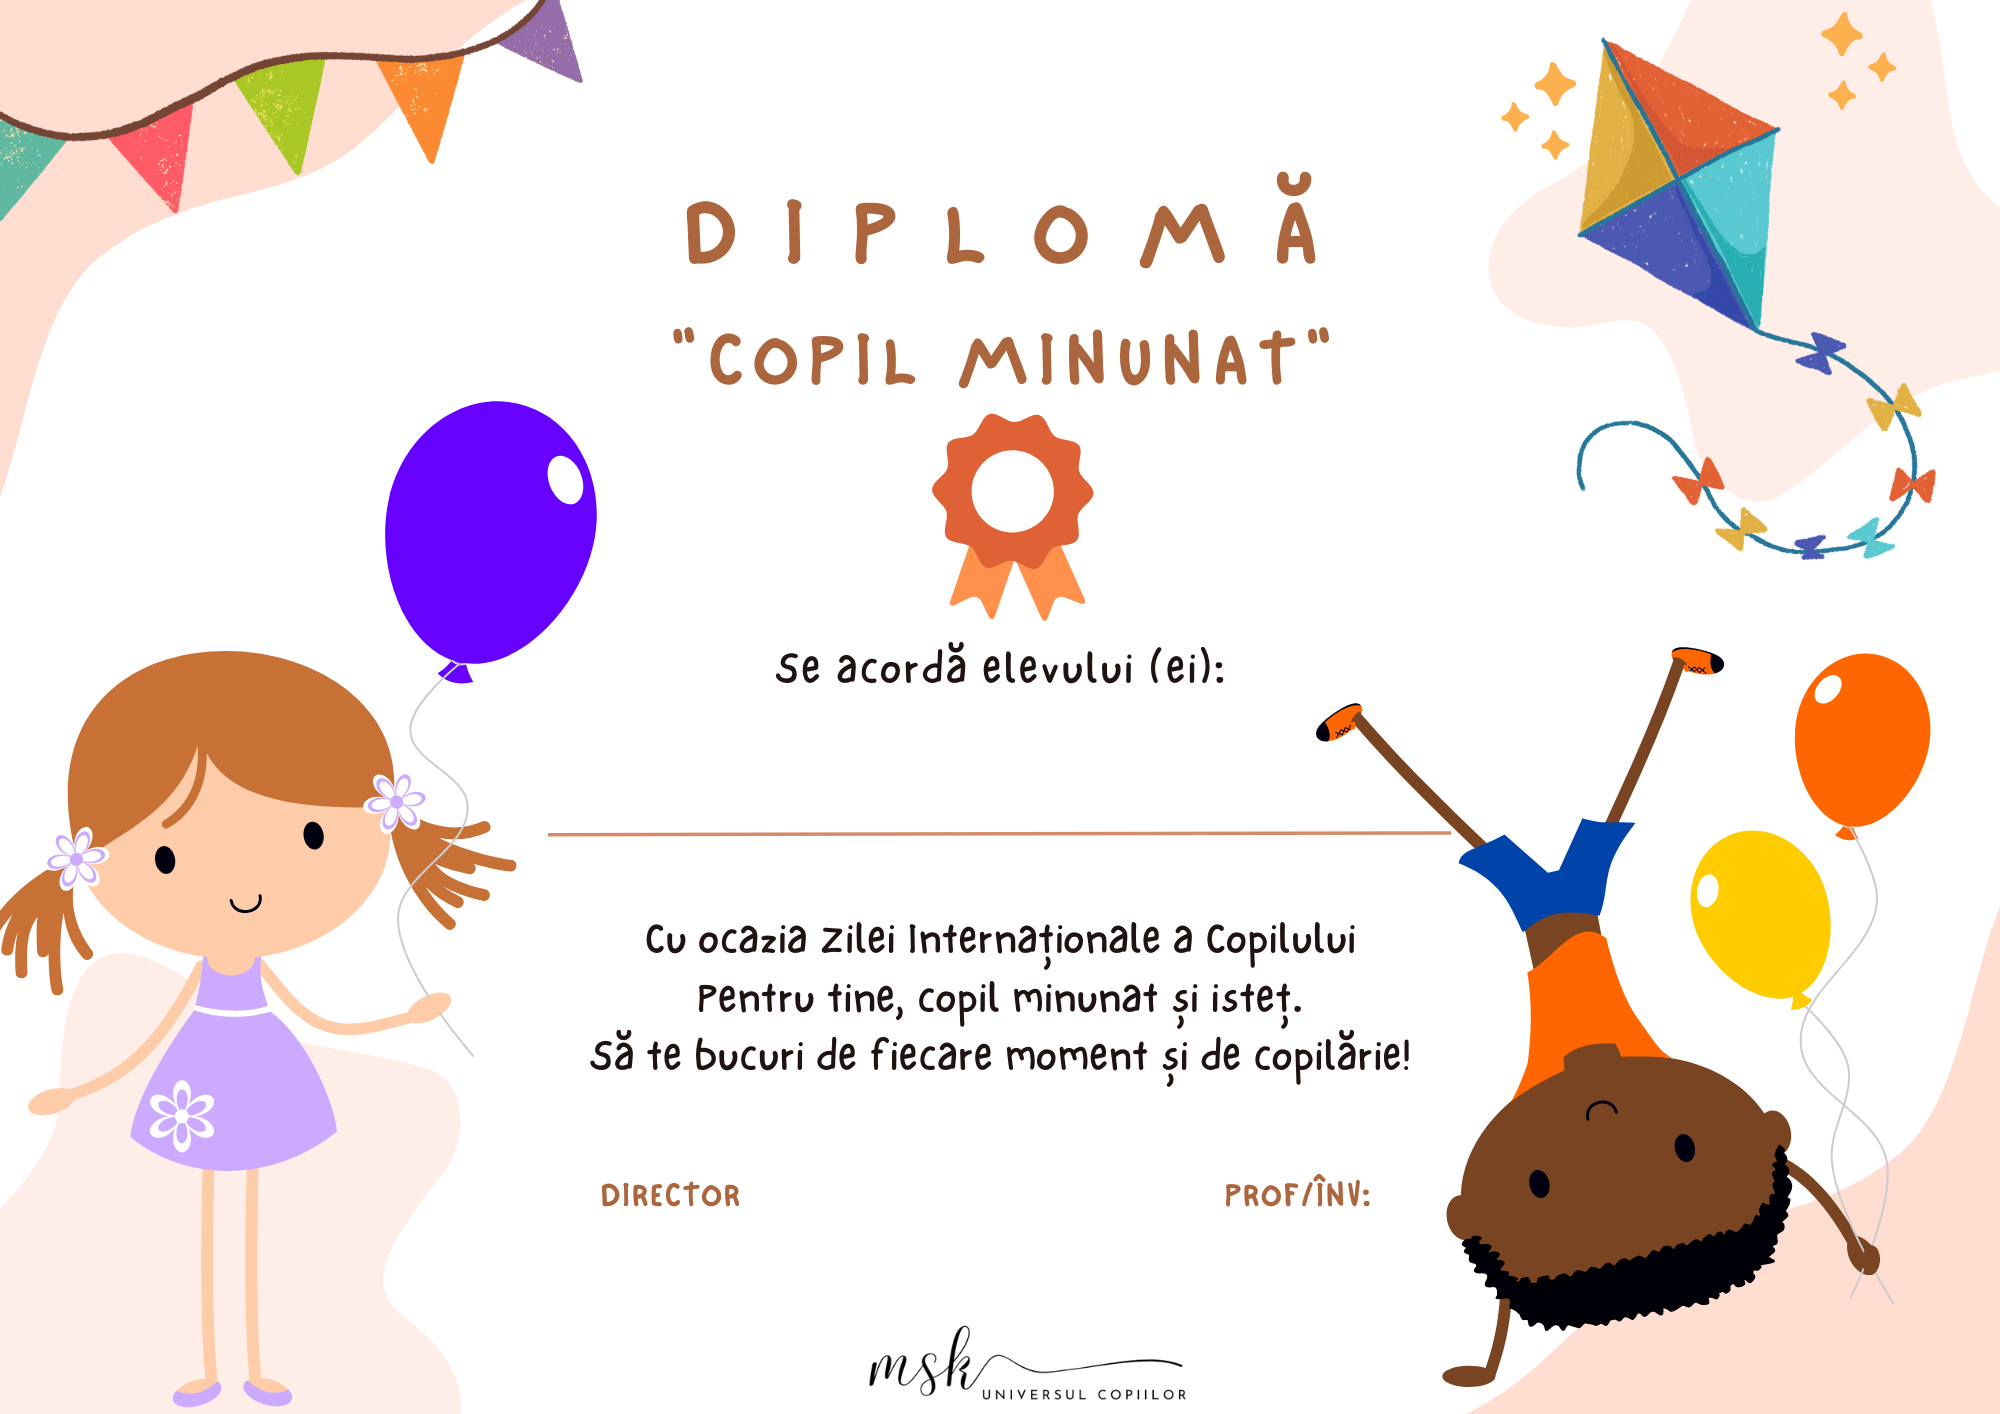 DIPLOMĂ
"COPIL MINUNAT"
Se acordă elevului (ei):
Cu ocazia Zilei Internaționale a Copilului
Pentru tine, copil minunat și isteț.
Să te bucuri de fiecare moment și de copilărie!
DIRECTOR
PROF/ÎNV:
msk
UNIVERSUL COPIILOR